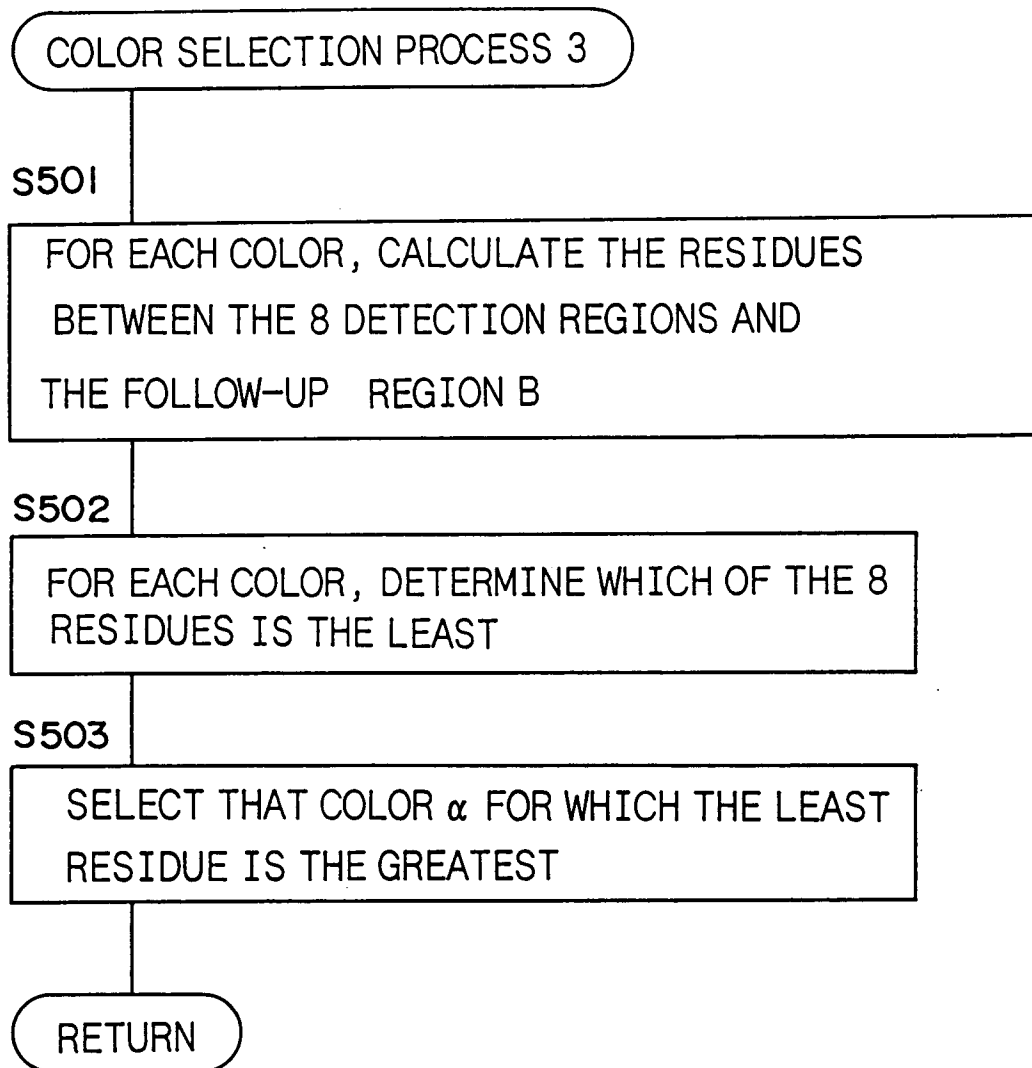 COLOR SELECTION PROCESS 3
S501
FOR EACH COLOR, CALCULATE THE RESIDUES
BETWEEN THE 8 DETECTION REGIONS AND
THE FOLLOW-UP REGION B
S502
FOR EACH COLOR, DETERMINE WHICH OF THE 8
RESIDUES IS THE LEAST
S503
SELECT THAT COLOR α FOR WHICH THE LEAST
RESIDUE IS THE GREATEST
RETURN